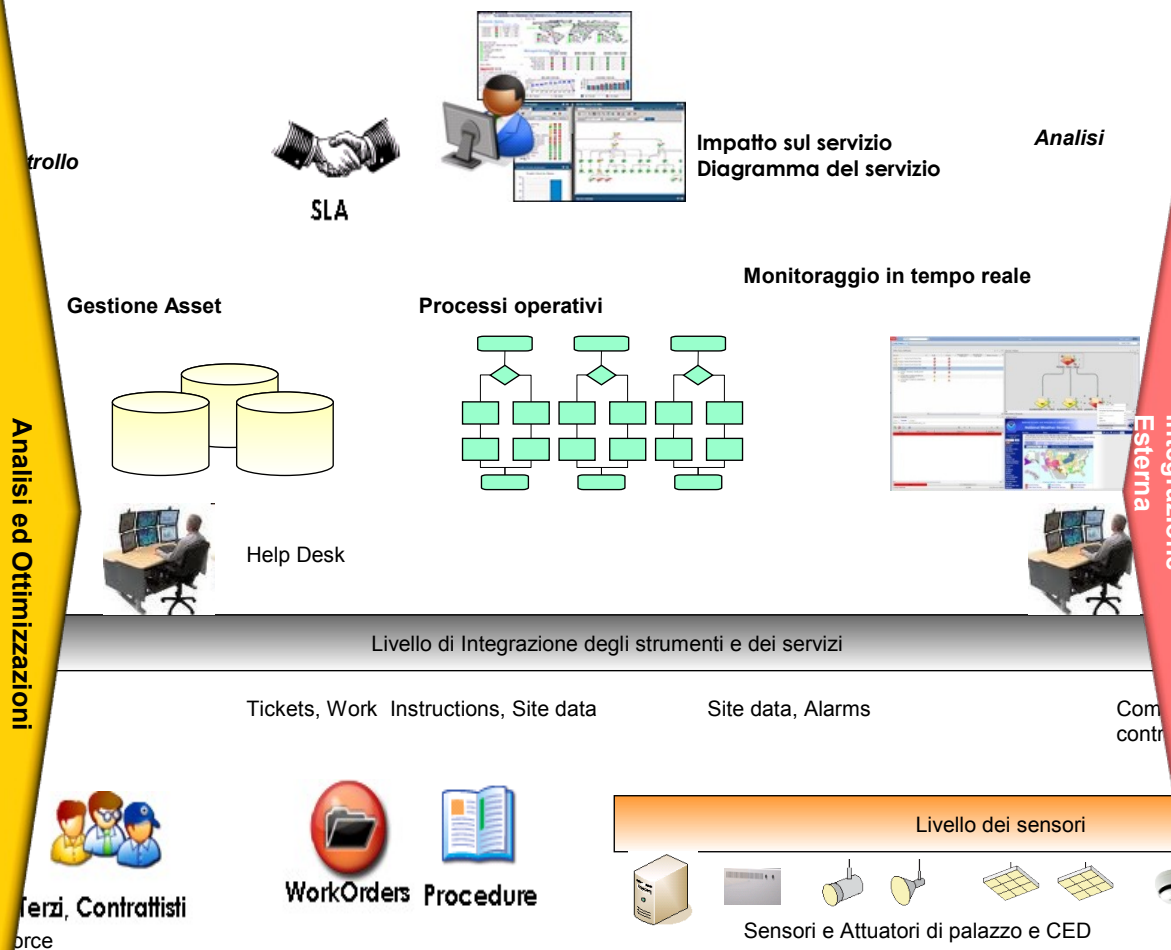 Impatto sul servizio
Diagramma del servizio
Analisi
trollo
SLA
Monitoraggio in tempo reale
Gestione Asset
Processi operativi
Analisi ed Ottimizzazioni
Integrazione
Esterna
Help Desk
Livello di Integrazione degli strumenti e dei servizi
Tickets, Work Instructions, Site data
Site data, Alarms
Com
contr
Livello dei sensori
WorkOrders
Procedure
Terzi, Contrattisti
orce
Sensori e Attuatori di palazzo e CED